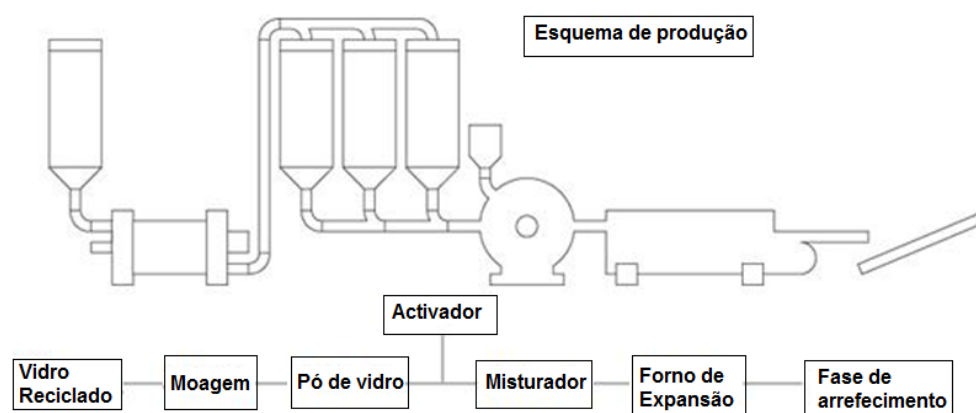 Esquema de produção
Activador
Vidro
Reciclado
Moagem
Pó de vidro
Misturador
Forno de
Expansão
Fase de
arrefecimento